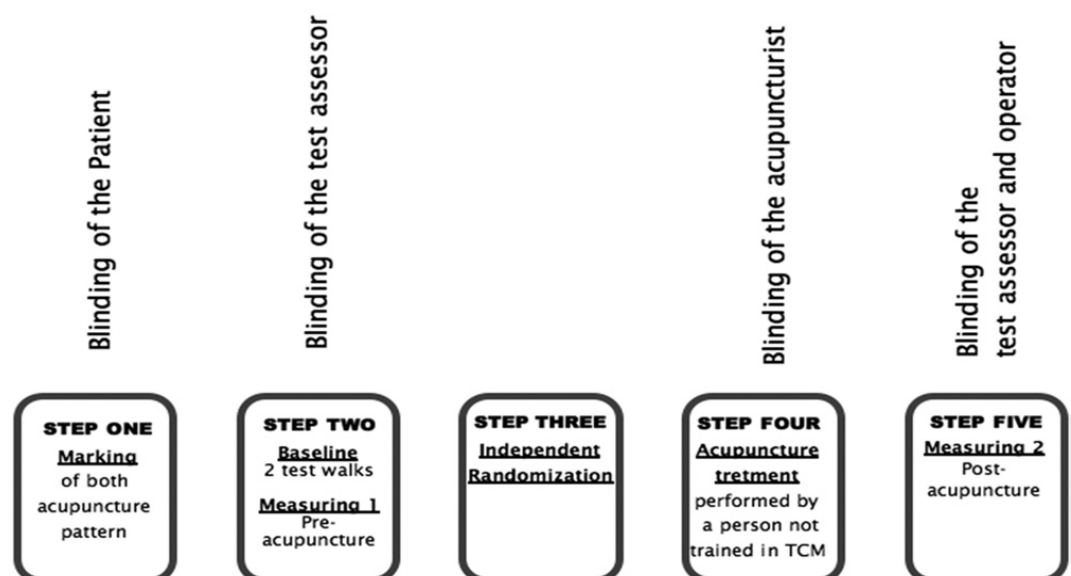 Blinding of the Patient
Blinding of the test assessor
Blinding of the acupuncturist
Blinding of the
test assessor and operator
STEP ONE
Marking
of both
acupuncture
pattern
STEP TWO
Baseline
2 test walks
Measuring 1
Pre-
acupuncture
STEP THREE
Independent
Randomization
STEP FOUR
Acupuncture
tretment
performed by
a person not
trained in TCM
STEP FIVE
Measuring 2
Post-
acupuncture